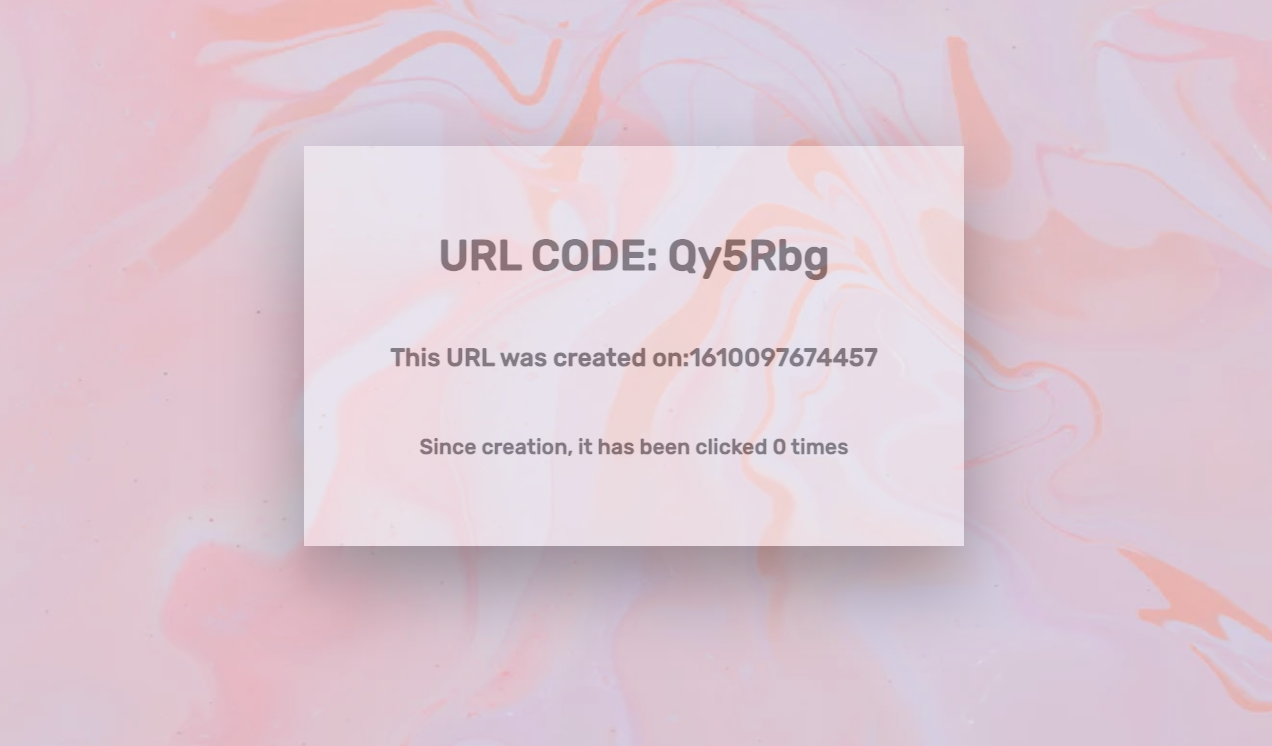 URL CODE: Qy5Rbg
This URL was created on:1610097674457
Since creation, it has been clicked 0 times